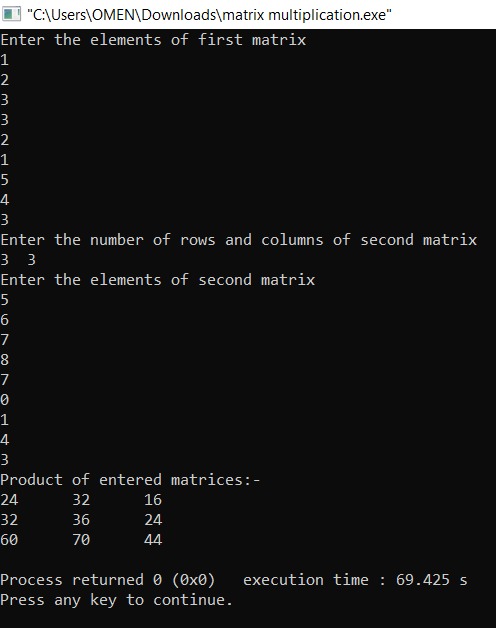 "C:\Users\OMEN\Downloads\matrix multiplication.exe"
Enter the elements of first matrix
1
2
3
3
2
1
5
4
3
Enter the number of rows and columns of second matrix
3  3
Enter the elements of second matrix
5
6
7
8
7
0
1
4
3
Product of entered matrices:-
24      32      16
32      36      24
60      70      44
Process returned 0 (0x0)   execution time : 69.425 s
Press any key to continue.